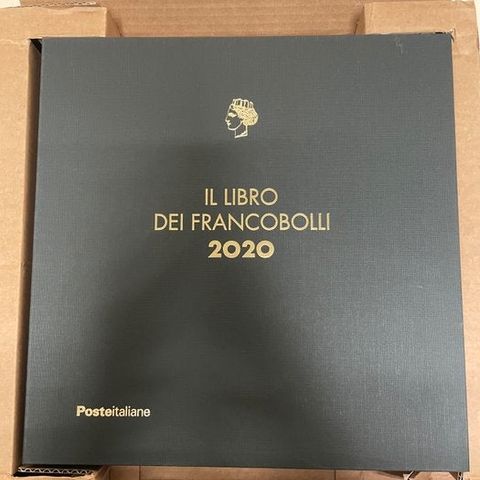 IL LIBRO
DEI FRANCOBOLLI
2020
Posteitaliane